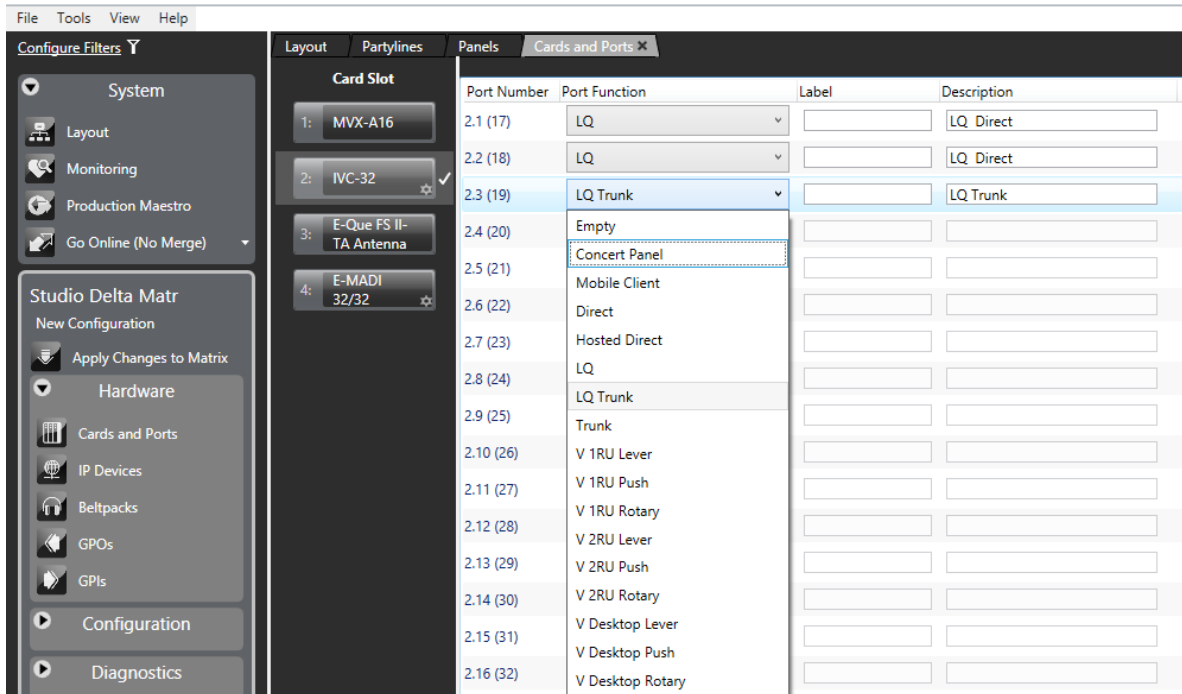 File Tools View Help
Configure Filters
System
Layout
Monitoring
Production Maestro
Go Online (No Merge)
Studio Delta Matr
New Configuration
Apply Changes to Matrix
Hardware
Cards and Ports
IP Devices
Beltpacks
GPOs
GPIs
Configuration
Diagnostics
Layout Partylines Panels Cards and Ports
Card Slot
1: MVX-A16
2: IVC-32
3: E-Que FS II-
TA Antenna
4: E-MADI
32/32
Port Number Port Function Label Description
2.1 (17) LQ LQ Direct
2.2 (18) LQ LQ Direct
2.3 (19) LQ Trunk LQ Trunk
2.4 (20)
2.5 (21)
2.6 (22)
2.7 (23)
2.8 (24)
2.9 (25)
2.10 (26)
2.11 (27)
2.12 (28)
2.13 (29)
2.14 (30)
2.15 (31)
2.16 (32)
Empty
Concert Panel
Mobile Client
Direct
Hosted Direct
LQ
LQ Trunk
Trunk
V 1RU Lever
V 1RU Push
V 1RU Rotary
V 2RU Lever
V 2RU Push
V 2RU Rotary
V Desktop Lever
V Desktop Push
V Desktop Rotary